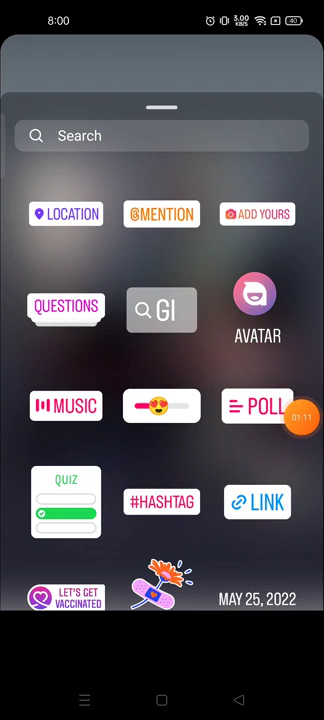 8:00
3.00
KB/S
40
Search
LOCATION
@MENTION
ADD YOURS
QUESTIONS
GI
AVATAR
MUSIC
POLL
01:11
QUIZ
#HASHTAG
LINK
LET'S GET
VACCINATED
MAY 25, 2022